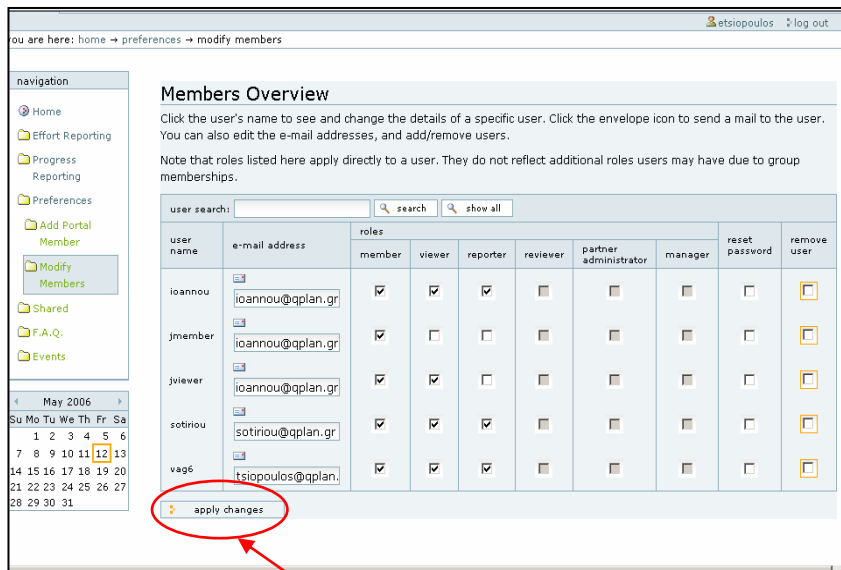 etsiopoulos log out
you are here: home → preferences → modify members
navigation
Home
Effort Reporting
Progress
Reporting
Preferences
Add Portal
Member
Modify
Members
Shared
F.A.Q.
Events
May 2006
Su Mo Tu We Th Fr Sa
1 2 3 4 5 6
7 8 9 10 11 12 13
14 15 16 17 18 19 20
21 22 23 24 25 26 27
28 29 30 31
Members Overview
Click the user's name to see and change the details of a specific user. Click the envelope icon to send a mail to the user.
You can also edit the e-mail addresses, and add/remove users.
Note that roles listed here apply directly to a user. They do not reflect additional roles users may have due to group
memberships.
user search: search show all
user name e-mail address roles reset password remove user
member viewer reporter reviewer partner administrator manager
ioannou ioannou@qplan.gr
jmember ioannou@qplan.gr
jviewer ioannou@qplan.gr
sotiriou sotiriou@qplan.gr
vag6 tsiopoulos@qplan.
apply changes